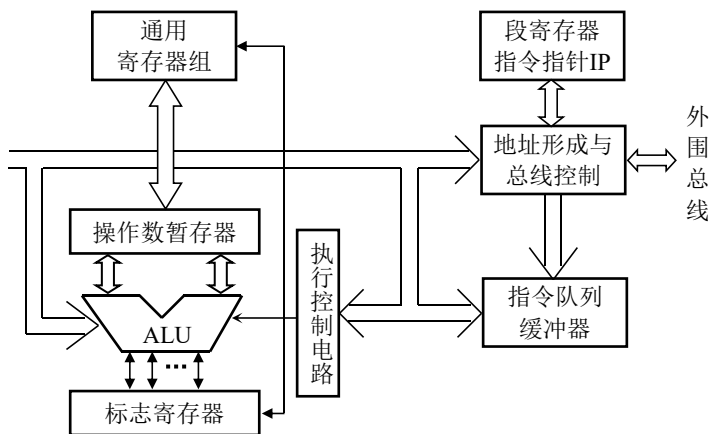 通用
寄存器组
段寄存器
指令指针IP
地址形成与
总线控制
外围总线
操作数暂存器
执行控制电路
指令队列
缓冲器
ALU
标志寄存器